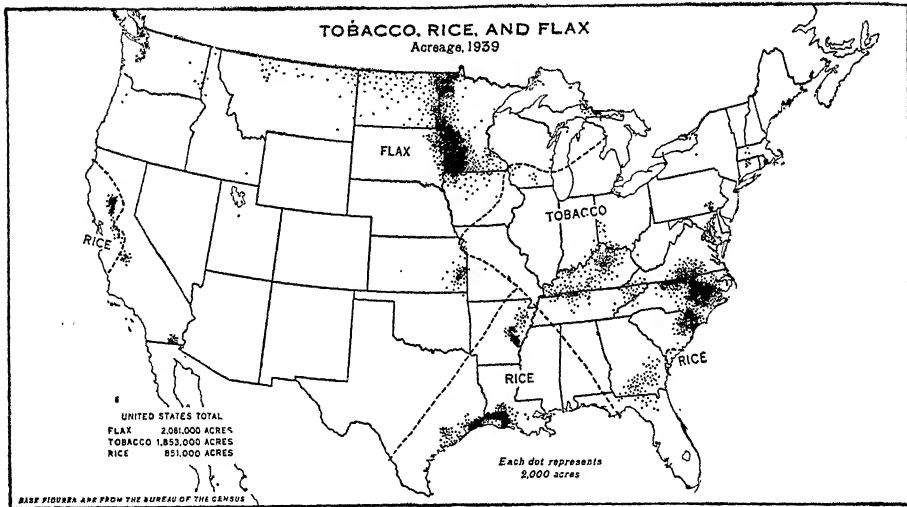 TOBACCO, RICE, AND FLAX
Acreage, 1939
FLAX
TOBACCO
RICE
RICE
RICE
UNITED STATES TOTAL
FLAX 2,081,000 ACRES
TOBACCO 1,853,000 ACRES
RICE 851,000 ACRES
Each dot represents
2,000 acres
BASE FIGURES ARE FROM THE BUREAU OF THE CENSUS